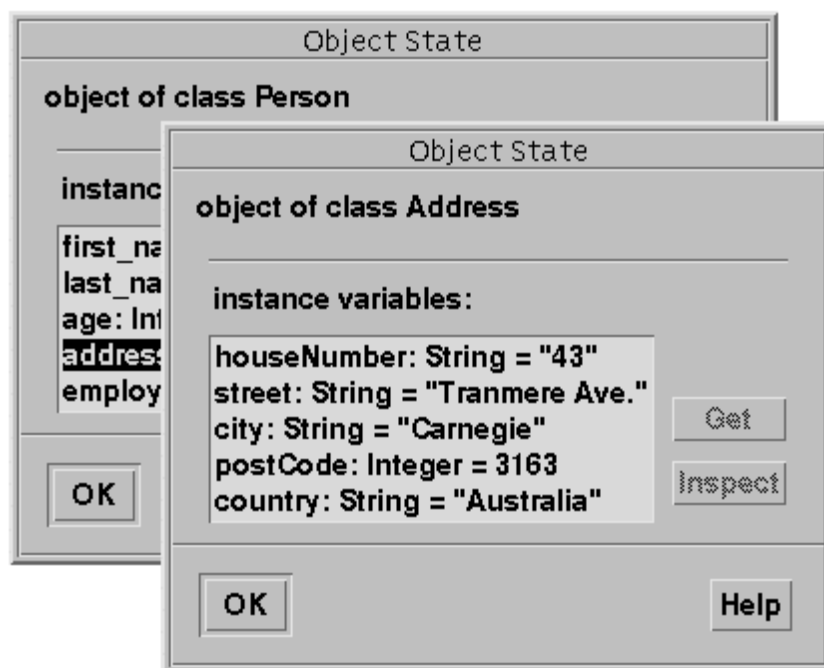 Object State
object of class Person
instanc
first_na
last_na
age: Int
address
employ
OK
Object State
object of class Address
instance variables:
houseNumber: String = "43"
street: String = "Tranmere Ave."
city: String = "Carnegie"
postCode: Integer = 3163
country: String = "Australia"
Get
Inspect
OK
Help